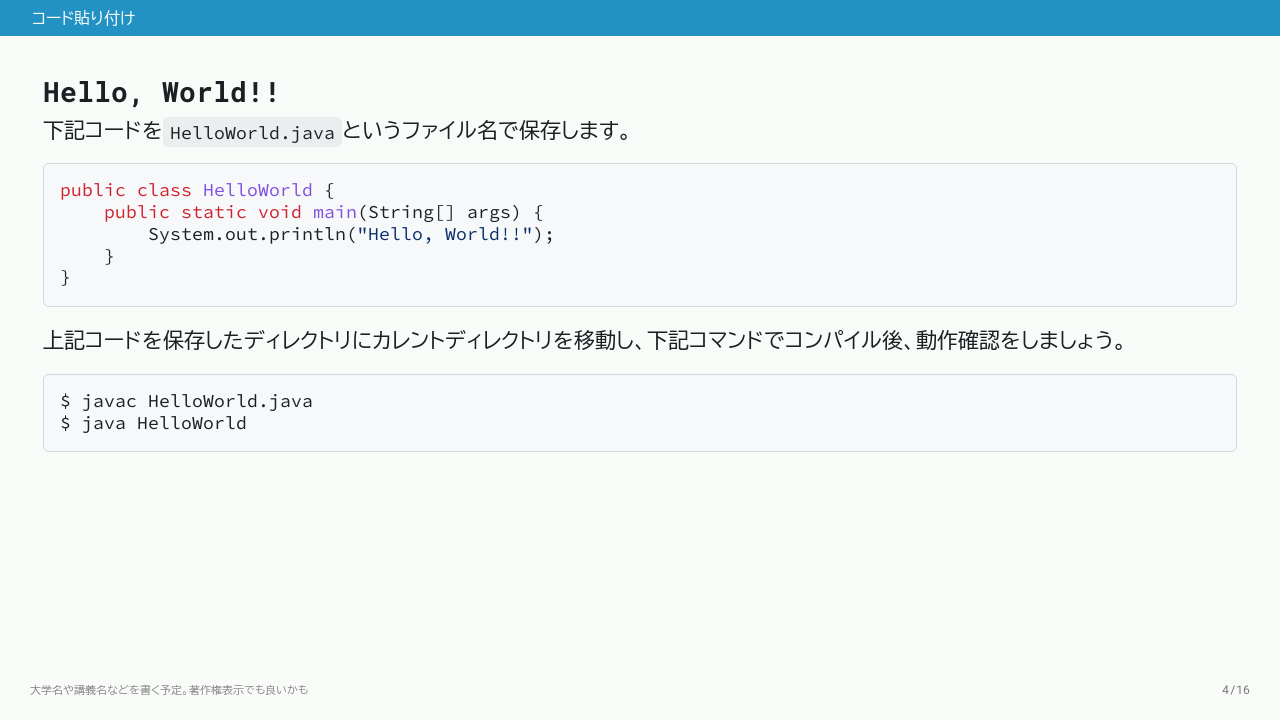 コード貼り付け
Hello, World!!
下記コードを HelloWorld.java というファイル名で保存します。
public class HelloWorld {
    public static void main(String[] args) {
        System.out.println("Hello, World!!");
    }
}
上記コードを保存したディレクトリにカレントディレクトリを移動し、下記コマンドでコンパイル後、動作確認をしましょう。
$ javac HelloWorld.java
$ java HelloWorld
大学名や講義名などを書く予定。著作権表示でも良いかも
4/16